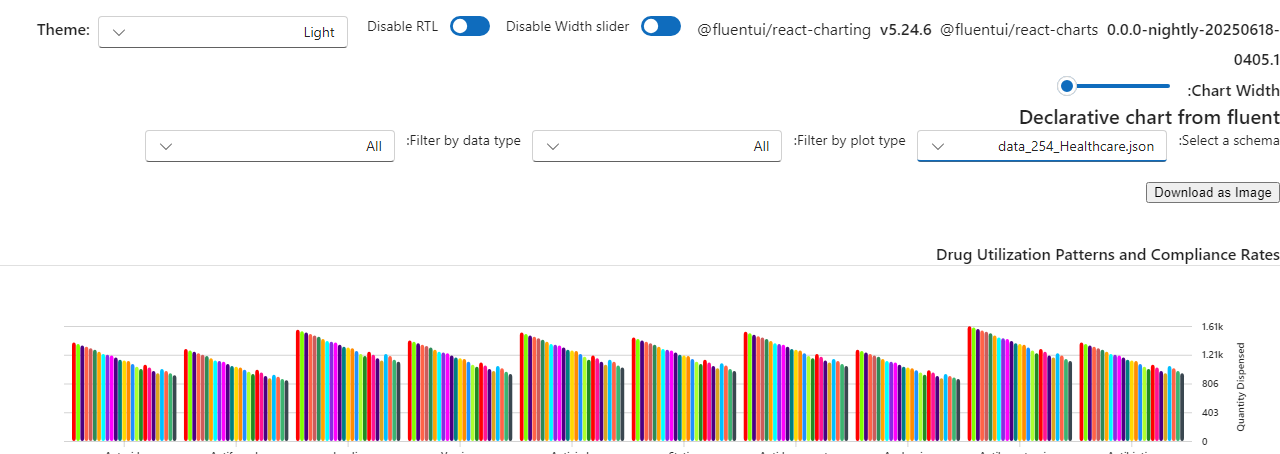 Theme: Light Disable RTL Disable Width slider @fluentui/react-charting v5.24.6 @fluentui/react-charts 0.0.0-nightly-20250618-
0405.1
:Chart Width
Declarative chart from fluent
:Select a schema data_254_Healthcare.json :Filter by plot type All :Filter by data type All
Download as Image
Drug Utilization Patterns and Compliance Rates
1.61k
1.21k
806
403
0
Quantity Dispensed